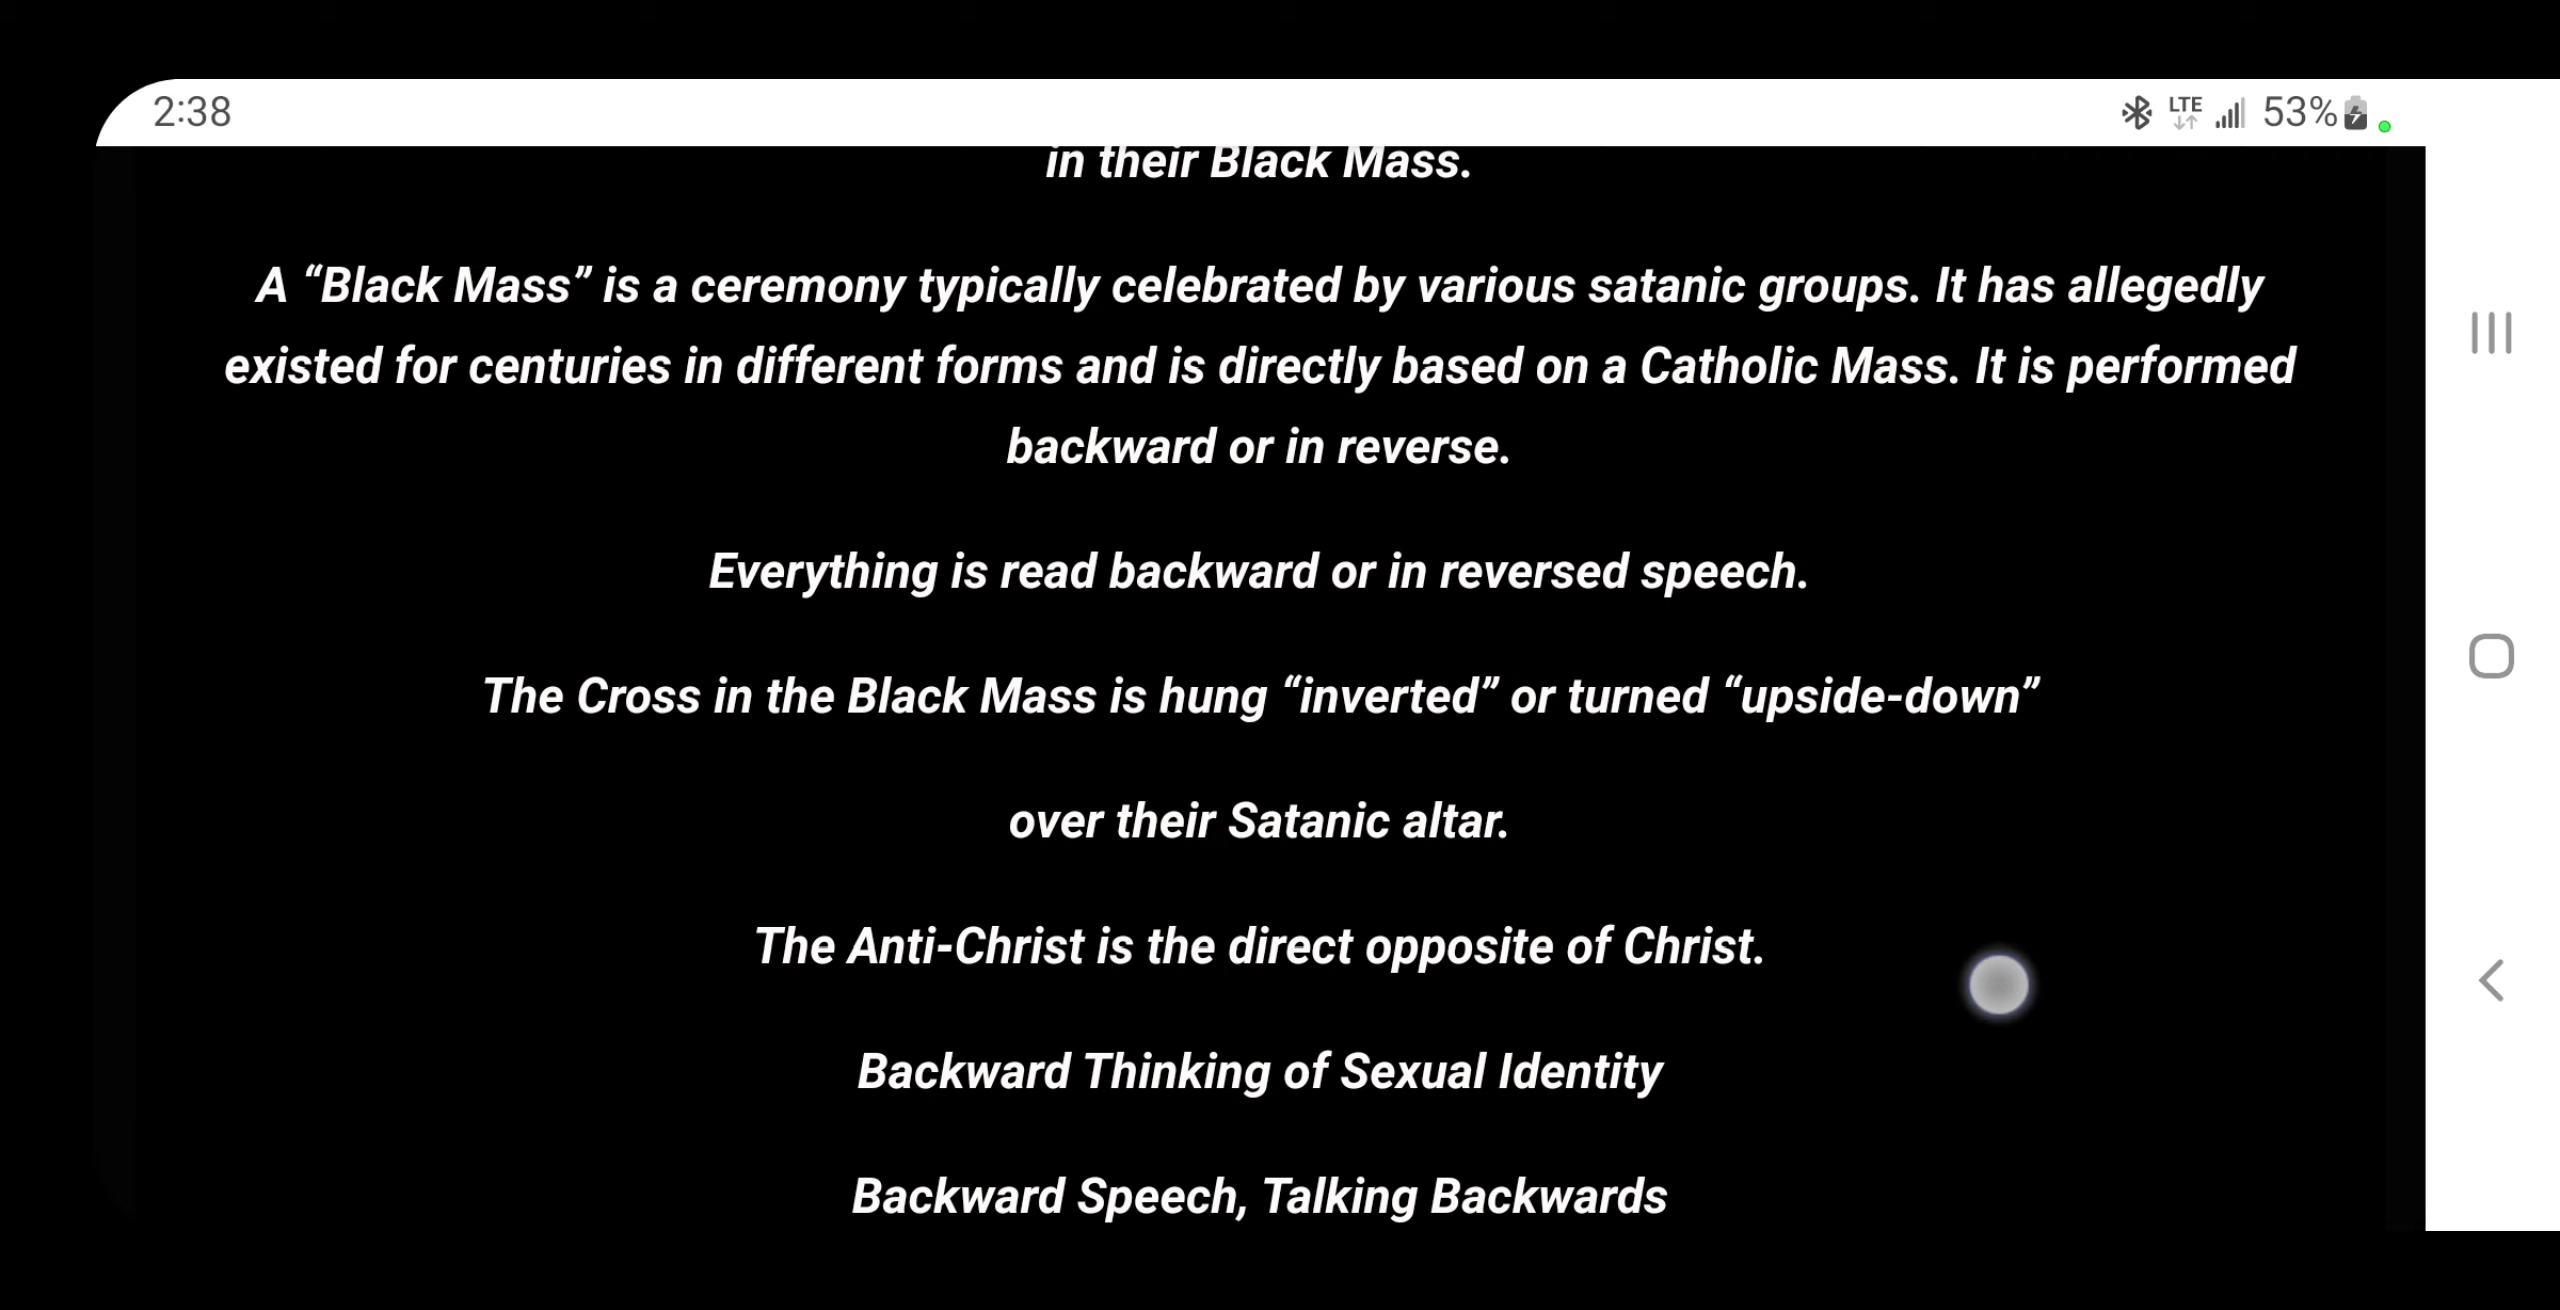 2:38
LTE
53%
in their Black Mass.
A “Black Mass” is a ceremony typically celebrated by various satanic groups. It has allegedly
existed for centuries in different forms and is directly based on a Catholic Mass. It is performed
backward or in reverse.
Everything is read backward or in reversed speech.
The Cross in the Black Mass is hung “inverted” or turned “upside-down”
over their Satanic altar.
The Anti-Christ is the direct opposite of Christ.
Backward Thinking of Sexual Identity
Backward Speech, Talking Backwards